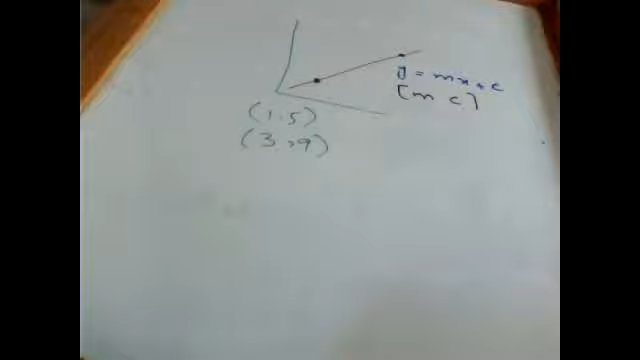 y = mx + c
[m c]
(1.5)
(3,9)